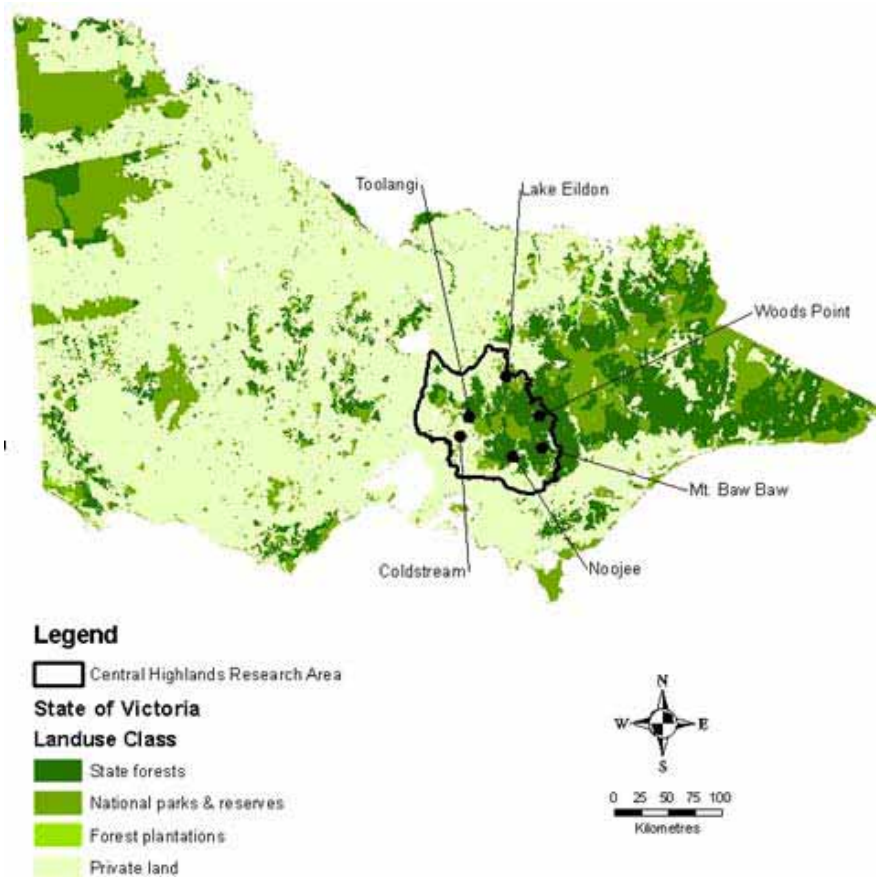 Toolangi
Lake Eildon
Woods Point
Mt. Baw Baw
Coldstream
Noojee
Legend
Central Highlands Research Area
State of Victoria
Landuse Class
State forests
National parks & reserves
Forest plantations
Private land
N
W E
S
0 25 50 75 100
Kilometres